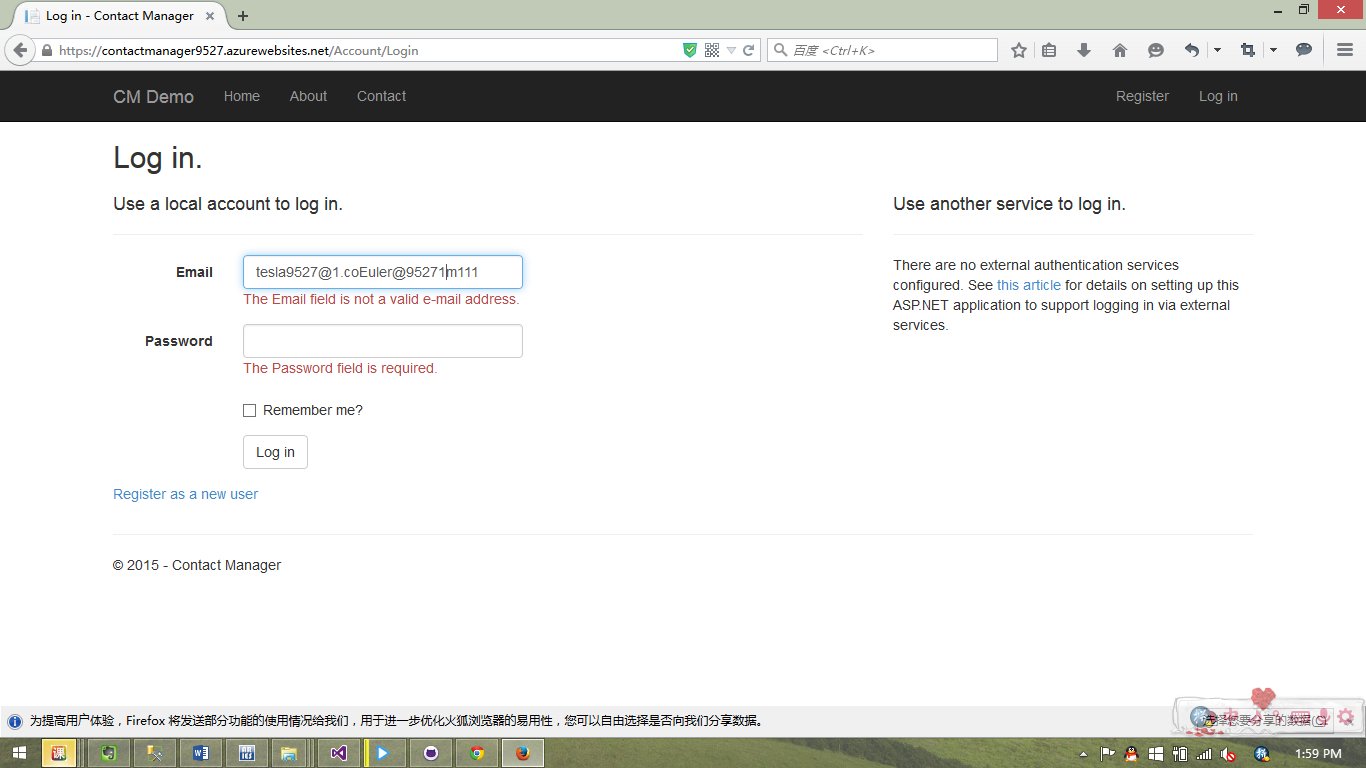 Log in - Contact Manager
https://contactmanager9527.azurewebsites.net/Account/Login
百度 <Ctrl+K>
CM Demo Home About Contact Register Log in
Log in.
Use a local account to log in.
Email
tesla9527@1.coEuler@95271m111
The Email field is not a valid e-mail address.
Password
The Password field is required.
Remember me?
Log in
Register as a new user
Use another service to log in.
There are no external authentication services
configured. See this article for details on setting up this
ASP.NET application to support logging in via external
services.
© 2015 - Contact Manager
为提高用户体验，Firefox 将发送部分功能的使用情况给我们，用于进一步优化火狐浏览器的易用性，您可以自由选择是否向我们分享数据。
选择您要分享的数据(C)
课
1:59 PM